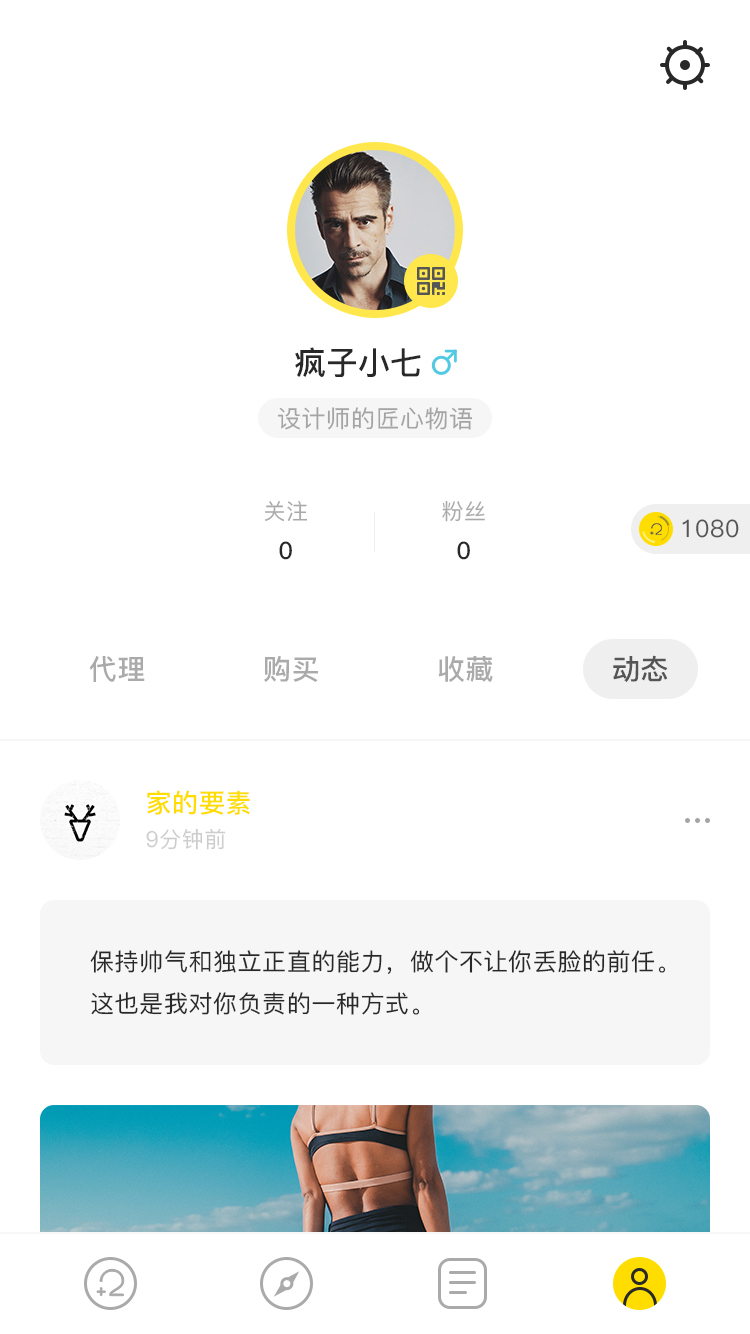 疯子小七
设计师的匠心物语
关注
粉丝
0
0
1080
代理
购买
收藏
动态
家的要素
9分钟前
保持帅气和独立正直的能力，做个不让你丢脸的前任。
这也是我对你负责的一种方式。